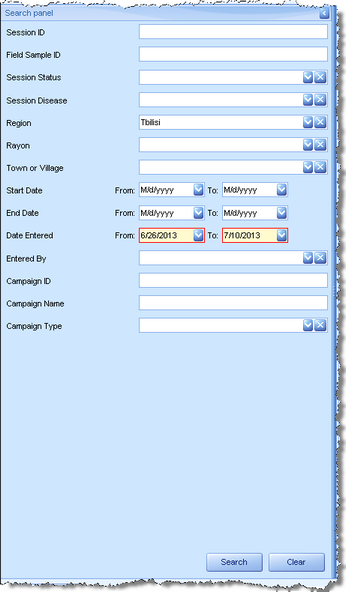 Search panel
Session ID
Field Sample ID
Session Status
Session Disease
Region Tbilisi
Rayon
Town or Village
Start Date From: M/d/yyyy To: M/d/yyyy
End Date From: M/d/yyyy To: M/d/yyyy
Date Entered From: 6/26/2013 To: 7/10/2013
Entered By
Campaign ID
Campaign Name
Campaign Type
Search Clear